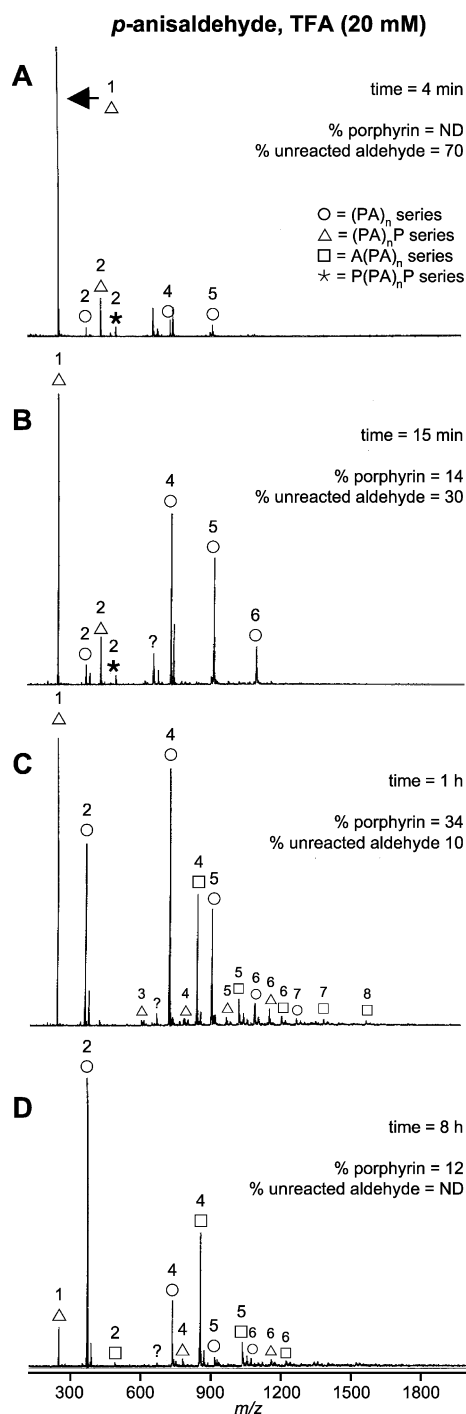 p-anisaldehyde, TFA (20 mM)
A
1
time = 4 min
% porphyrin = ND
% unreacted aldehyde = 70
= (PA)n series
= (PA)nP series
= A(PA)n series
= P(PA)nP series
2
2
2
4
5
1
B
time = 15 min
% porphyrin = 14
% unreacted aldehyde = 30
4
5
6
2
2
2
?
1
C
4
time = 1 h
% porphyrin = 34
% unreacted aldehyde 10
2
4
5
3
?
4
5
5
6
6
6
7
7
8
2
D
time = 8 h
% porphyrin = 12
% unreacted aldehyde = ND
4
4
1
2
?
4
5
5
6
6
6
300 600 900 1200 1500 1800
m/z